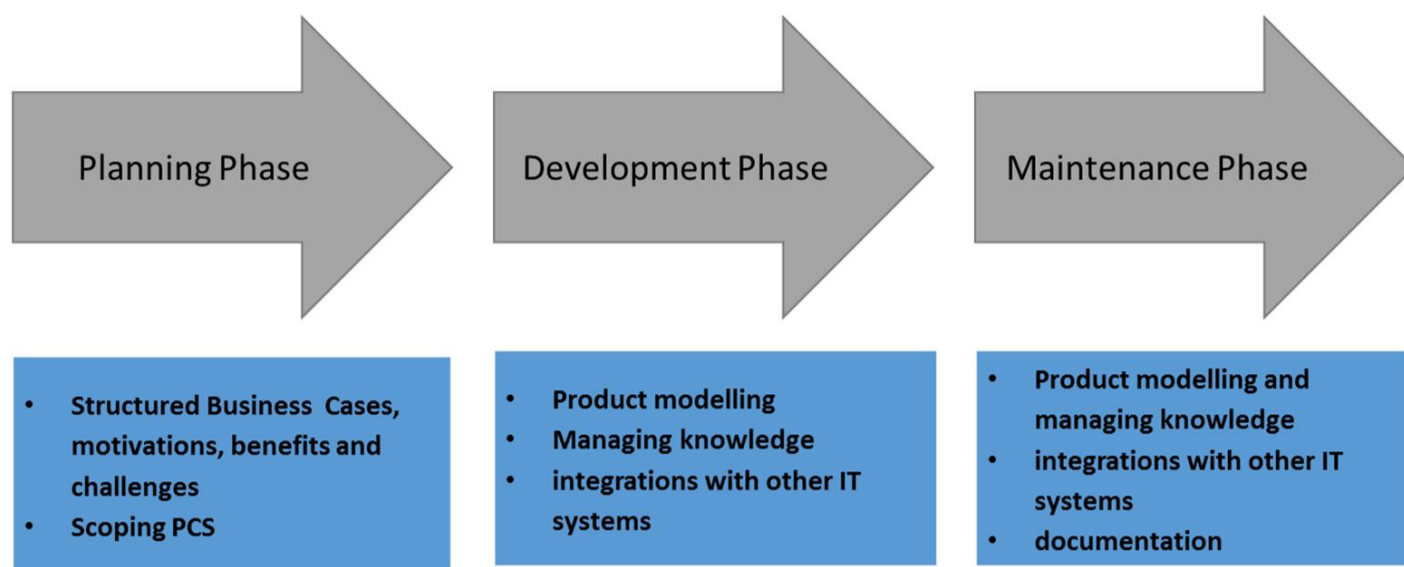 Planning Phase
Development Phase
Maintenance Phase
• Structured Business Cases,
motivations, benefits and
challenges
• Scoping PCS
• Product modelling
• Managing knowledge
• integrations with other IT
systems
• Product modelling and
managing knowledge
• integrations with other IT
systems
• documentation